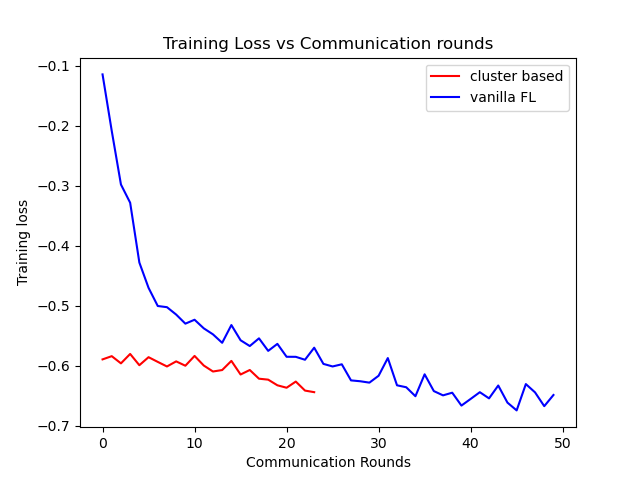 Training Loss vs Communication rounds
cluster based
vanilla FL
−0.1
−0.2
−0.3
−0.4
−0.5
−0.6
−0.7
Training loss
0 10 20 30 40 50
Communication Rounds